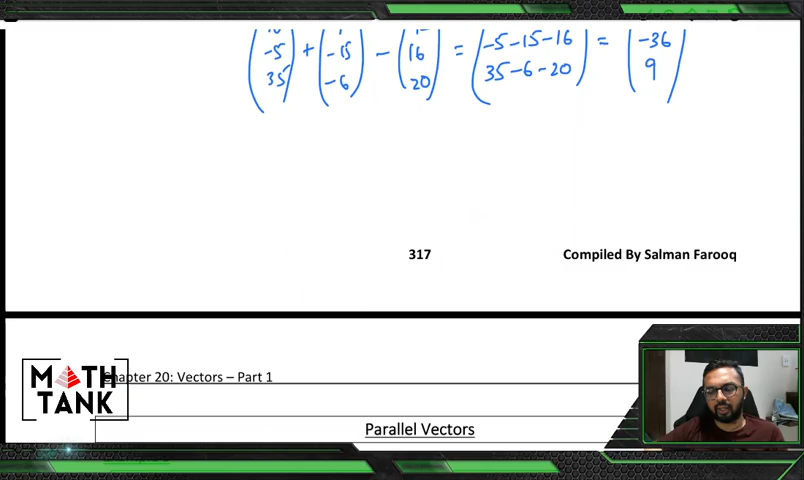 -5 + -15 - 16 = -5-15-16 = -36
35 -6 20 35-6-20 9
317 Compiled By Salman Farooq
MATH
TANK
Chapter 20: Vectors – Part 1
Parallel Vectors